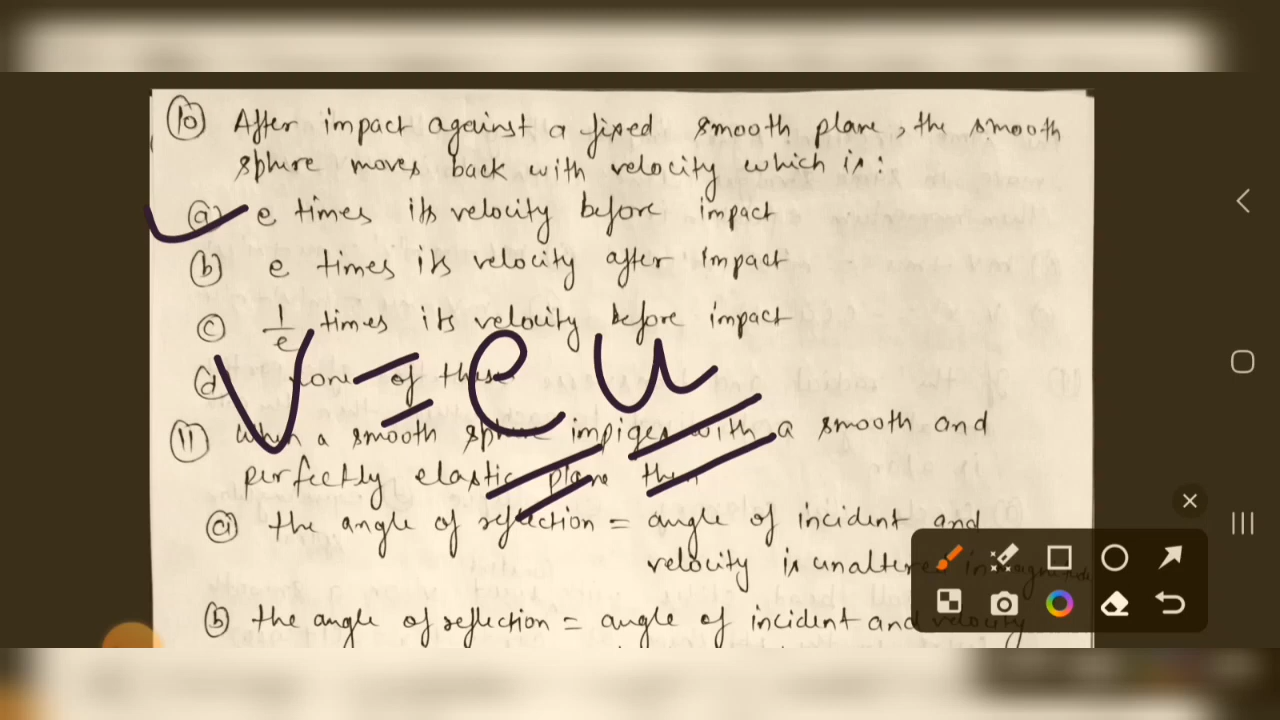 (10) After impact against a fixed smooth plane, the smooth
sphere moves back with velocity which is:
(a) e times its velocity before impact
(b) e times its velocity after impact
(c) 1/e times its velocity before impact
(d) none of these
V = eu
(11) When a smooth sphere impiges with a smooth and
perfectly elastic plane then
(a) the angle of reflection = angle of incident and
velocity is unaltered in
(b) the angle of reflection = angle of incident and velocity